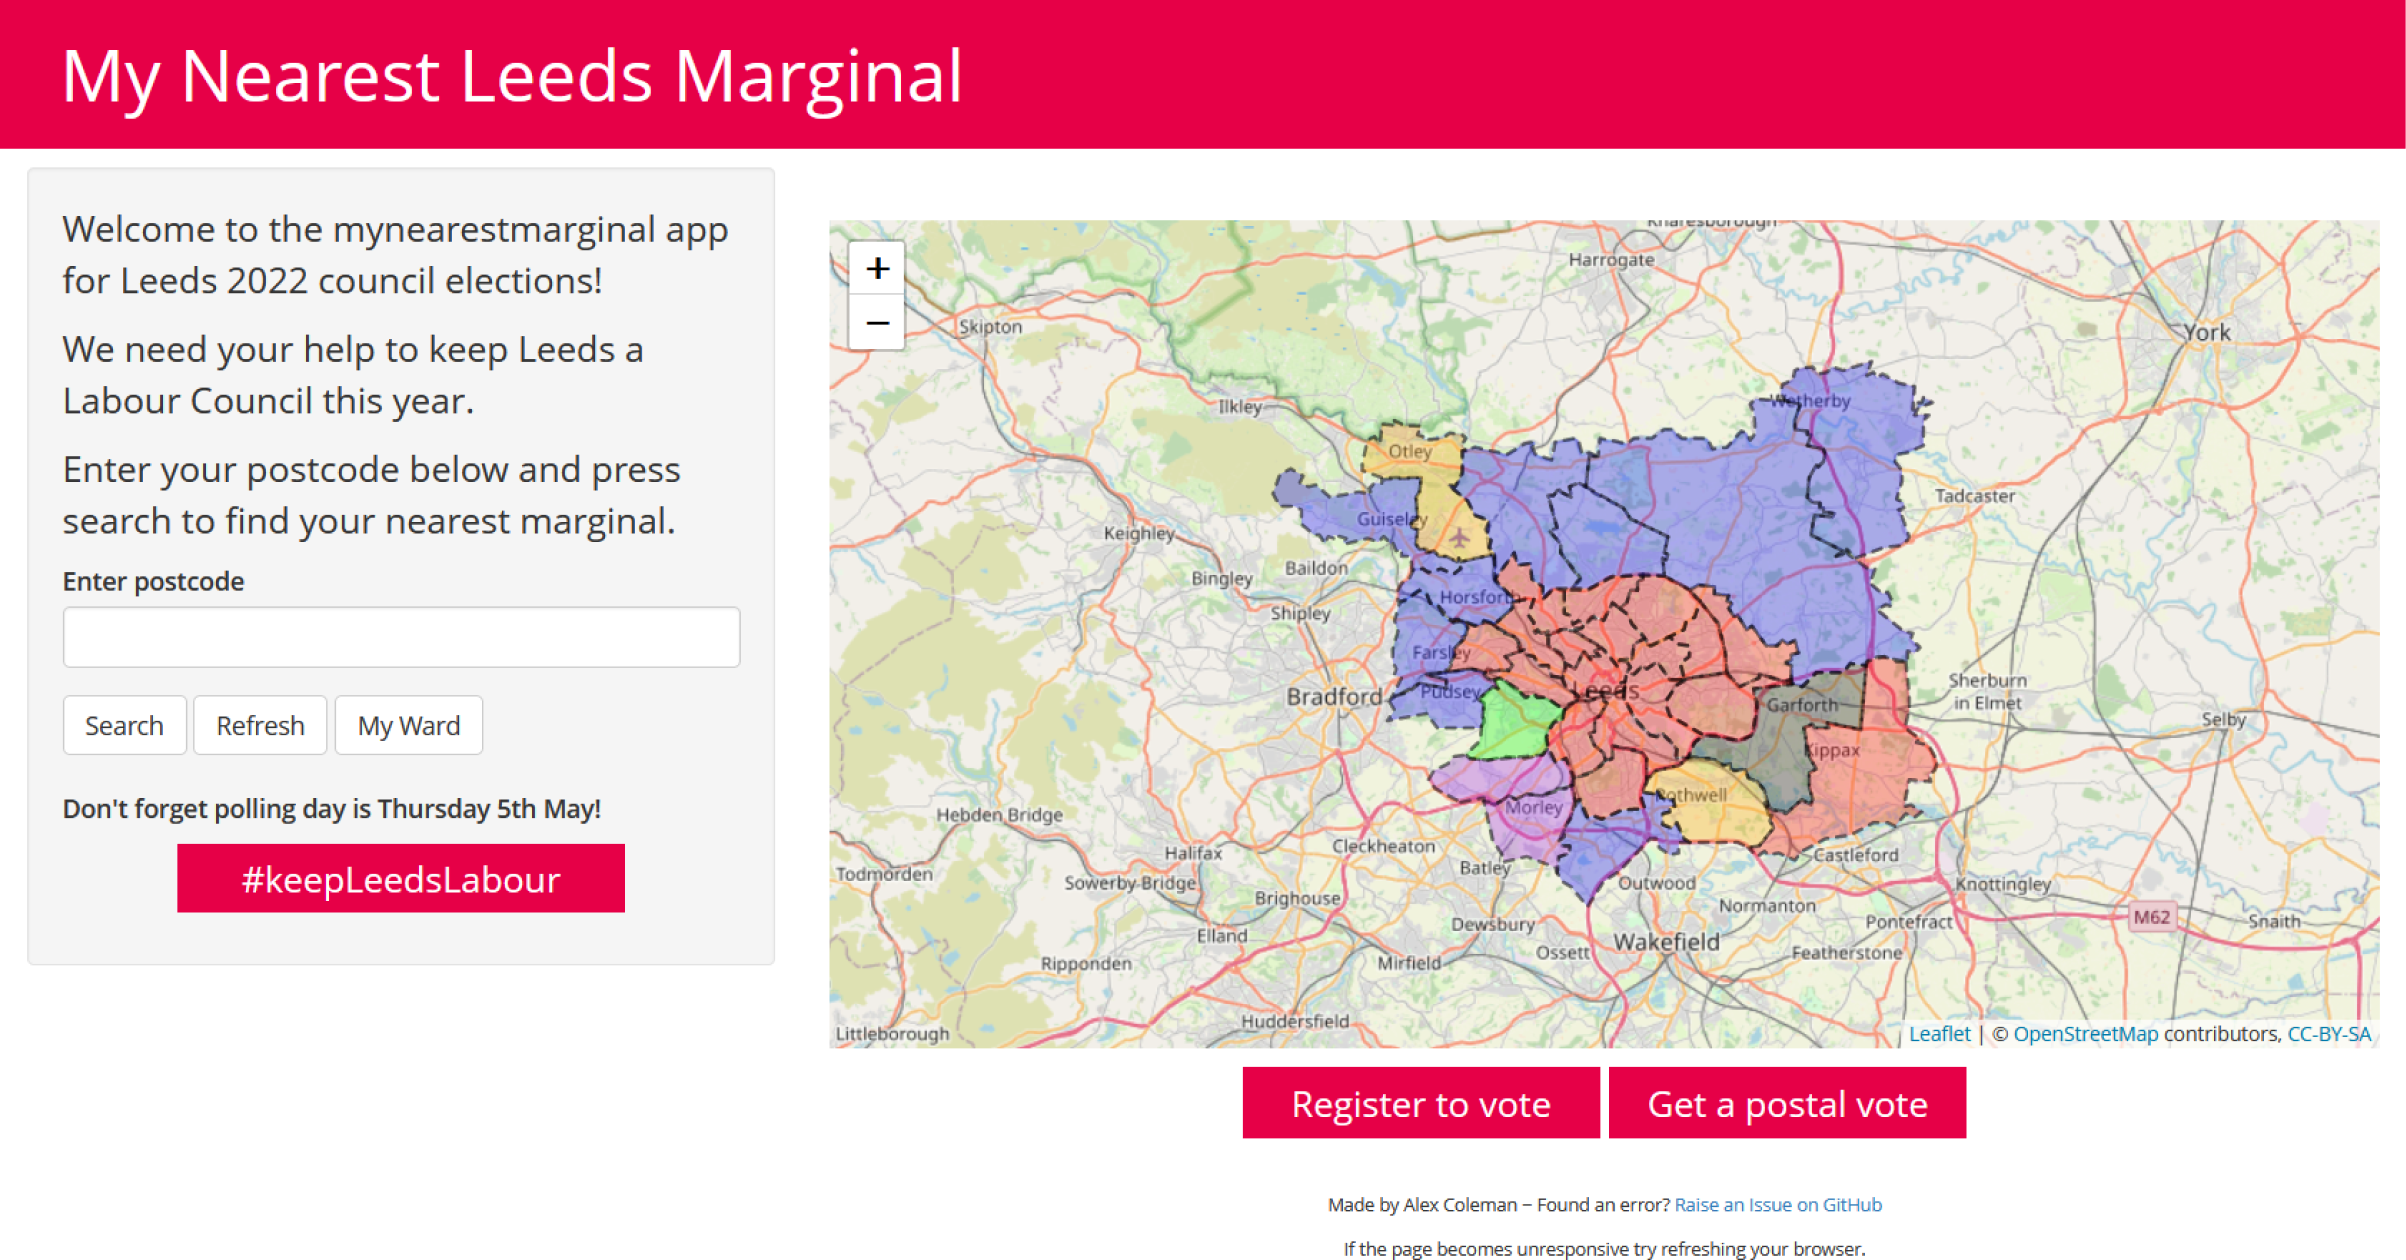 My Nearest Leeds Marginal
Welcome to the mynearestmarginal app
for Leeds 2022 council elections!
We need your help to keep Leeds a
Labour Council this year.
Enter your postcode below and press
search to find your nearest marginal.
Enter postcode
Search Refresh My Ward
Don't forget polling day is Thursday 5th May!
#keepLeedsLabour
+
−
Knaresborough
Harrogate
Skipton
York
Wetherby
Ilkley
Otley
Tadcaster
Guiseley
Keighley
Baildon
Bingley
Horsforth
Shipley
Farsley
Sherburn
in Elmet
Bradford
Pudsey
Leeds
Garforth
Selby
Kippax
Rothwell
Morley
Hebden Bridge
Cleckheaton
Halifax
Castleford
Todmorden
Batley
Sowerby Bridge
Outwood
Knottingley
Brighouse
Normanton
M62
Dewsbury
Pontefract
Snaith
Elland
Wakefield
Ossett
Featherstone
Ripponden
Mirfield
Huddersfield
Littleborough
Leaflet | © OpenStreetMap contributors, CC-BY-SA
Register to vote Get a postal vote
Made by Alex Coleman – Found an error? Raise an Issue on GitHub
If the page becomes unresponsive try refreshing your browser.